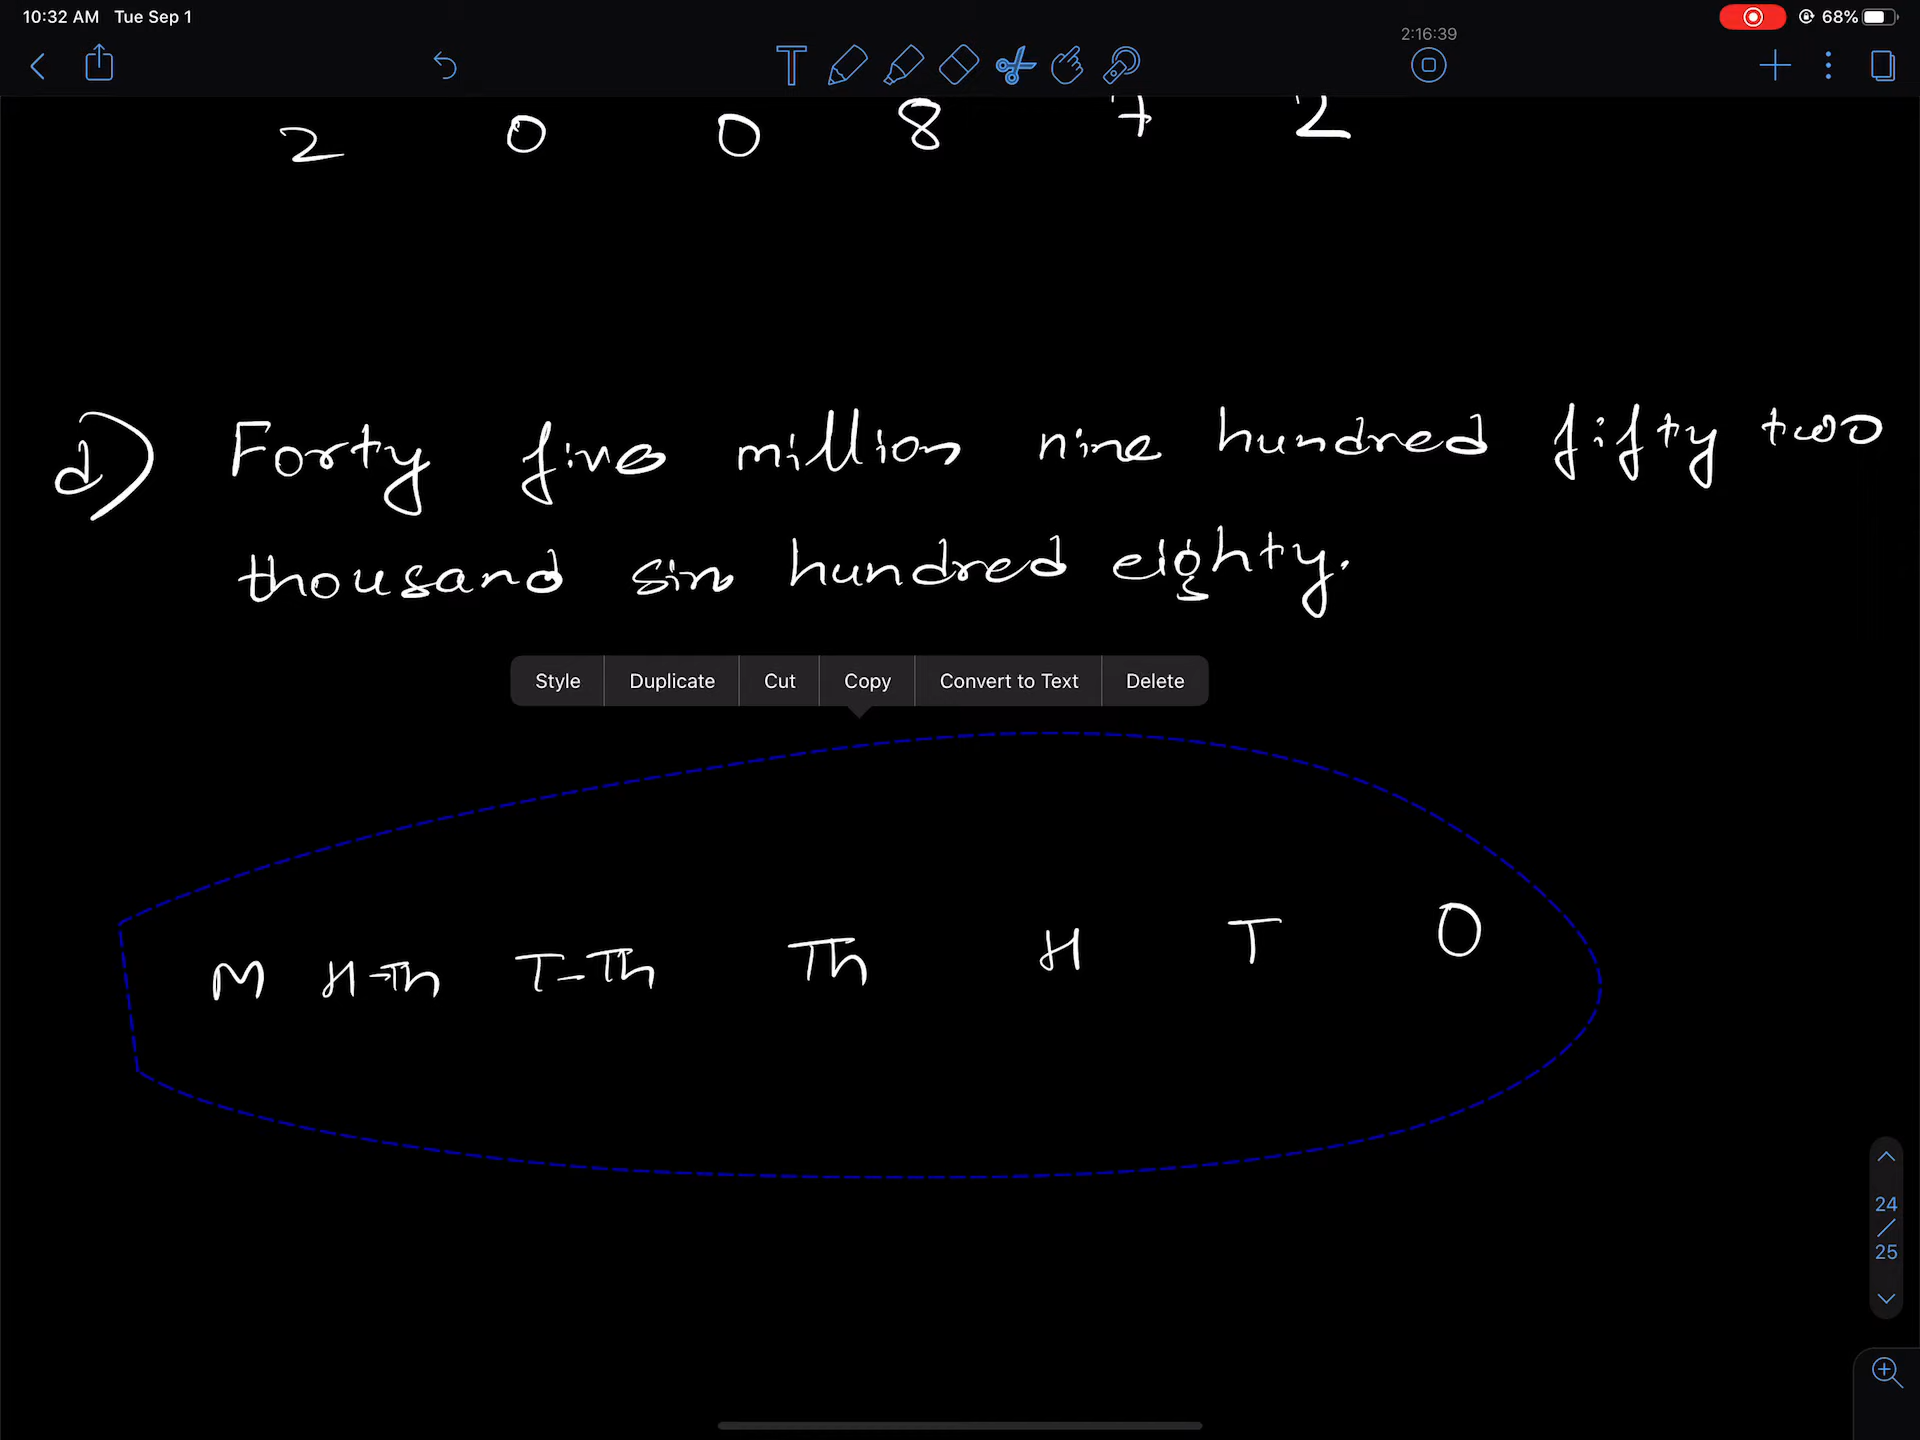 10:32 AM Tue Sep 1
68%
2:16:39
T
2 0 0 8 7 2
d) Forty five million nine hundred fifty two
thousand six hundred eighty.
Style Duplicate Cut Copy Convert to Text Delete
M H-Th T-Th Th H T O
24
/
25